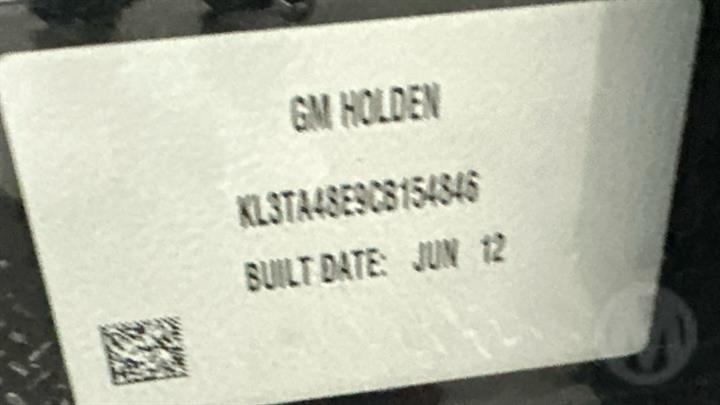 GM HOLDEN
KL3TA48E9CB154846
BUILT DATE: JUN 12